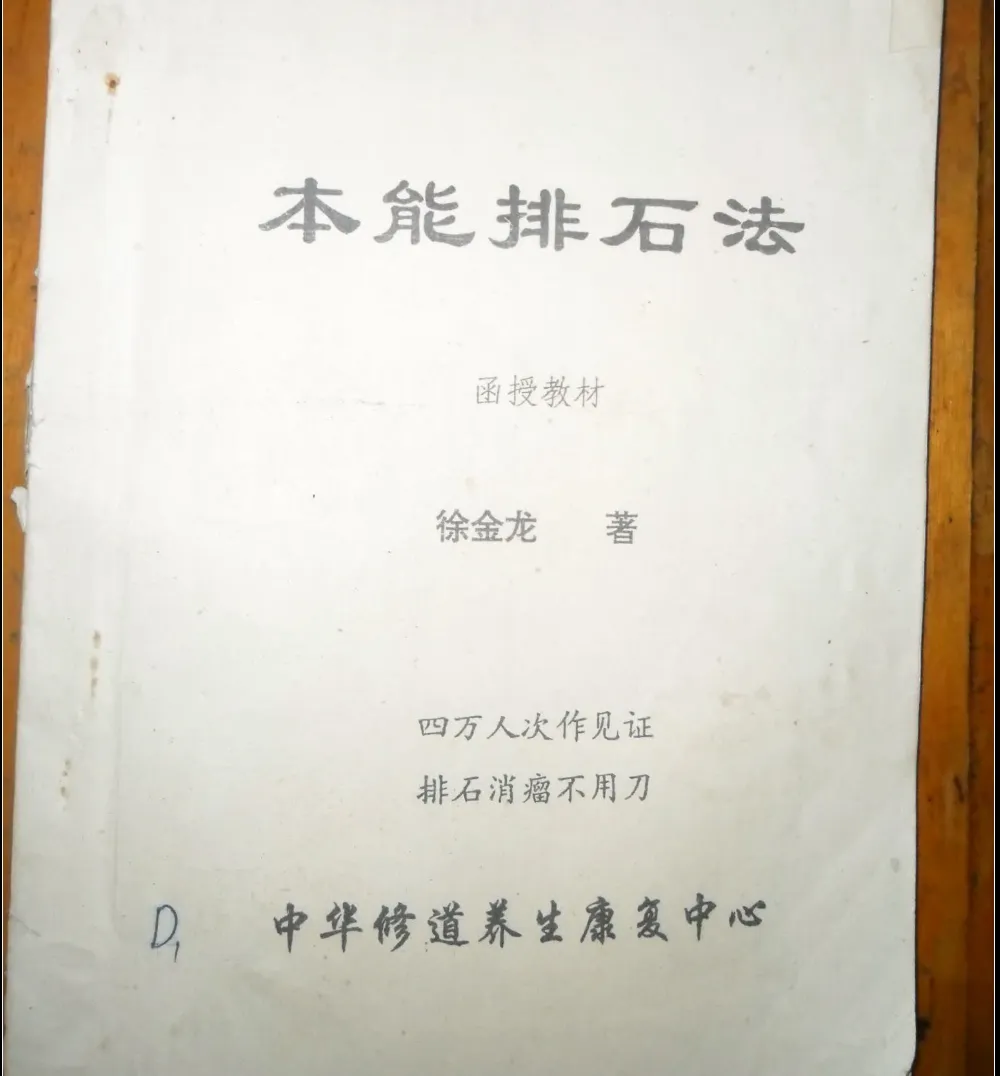 本能排石法
函授教材
徐金龙 著
四万人次作见证
排石消瘤不用刀
D1 中华修道养生康复中心